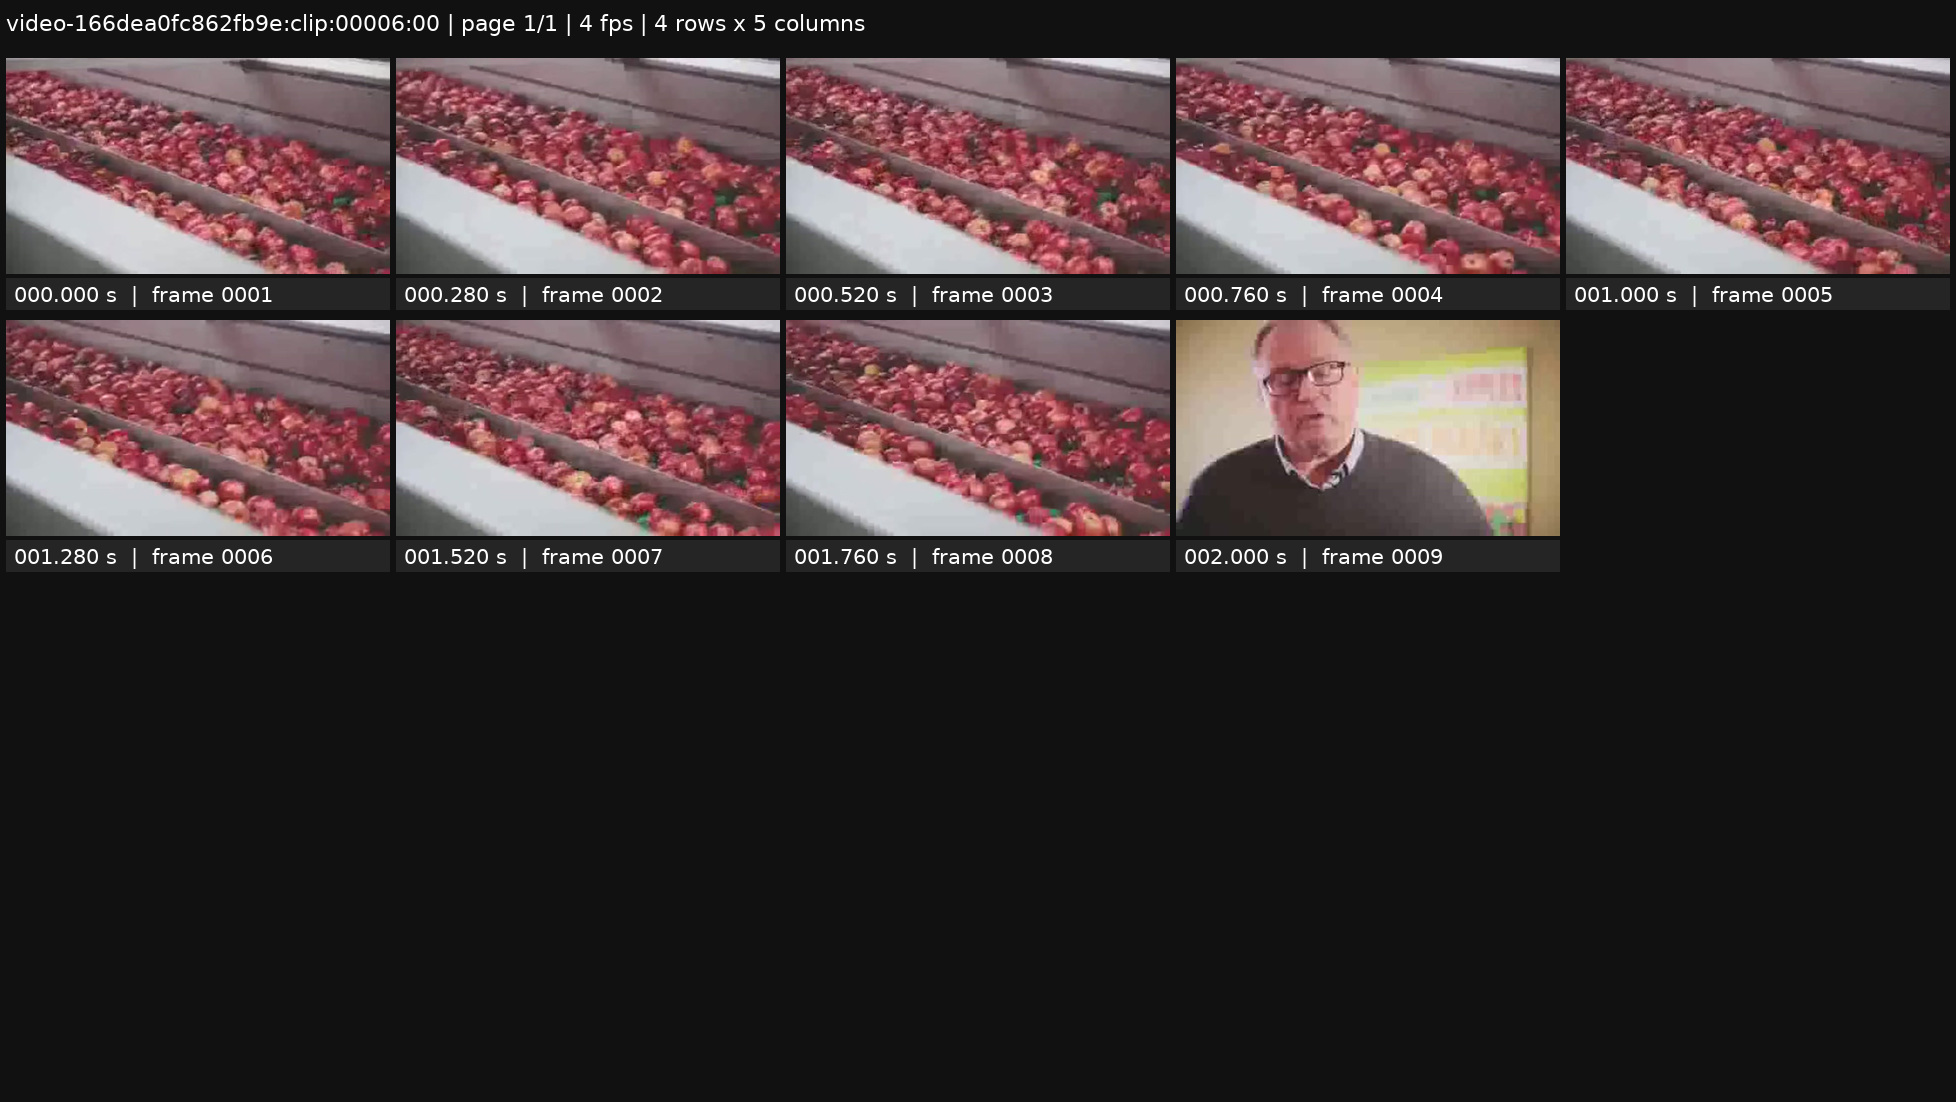 video-166dea0fc862fb9e:clip:00006:00 | page 1/1 | 4 fps | 4 rows x 5 columns
000.000 s | frame 0001
000.280 s | frame 0002
000.520 s | frame 0003
000.760 s | frame 0004
001.000 s | frame 0005
001.280 s | frame 0006
001.520 s | frame 0007
001.760 s | frame 0008
002.000 s | frame 0009